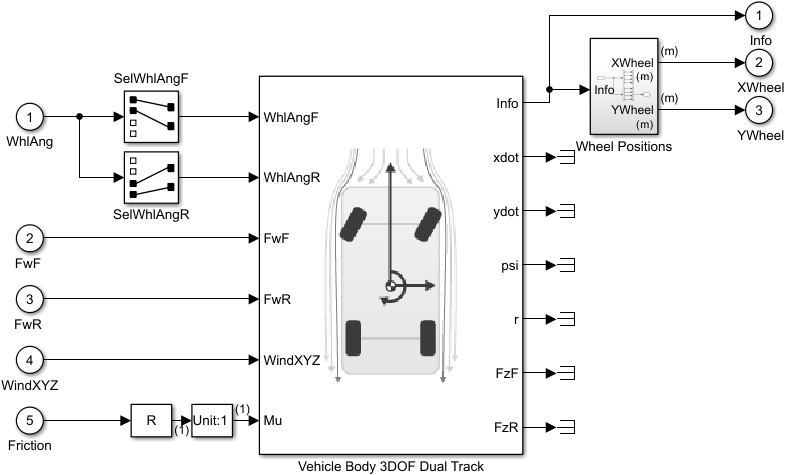 1
WhlAng
SelWhlAngF
SelWhlAngR
2
FwF
3
FwR
4
WindXYZ
5
Friction
R
(1)
Unit:1
(1)
WhlAngF
WhlAngR
FwF
FwR
WindXYZ
Mu
Info
xdot
ydot
psi
r
FzF
FzR
Vehicle Body 3DOF Dual Track
Info
XWheel
(m)
YWheel
(m)
Wheel Positions
(m)
(m)
1
Info
2
XWheel
3
YWheel